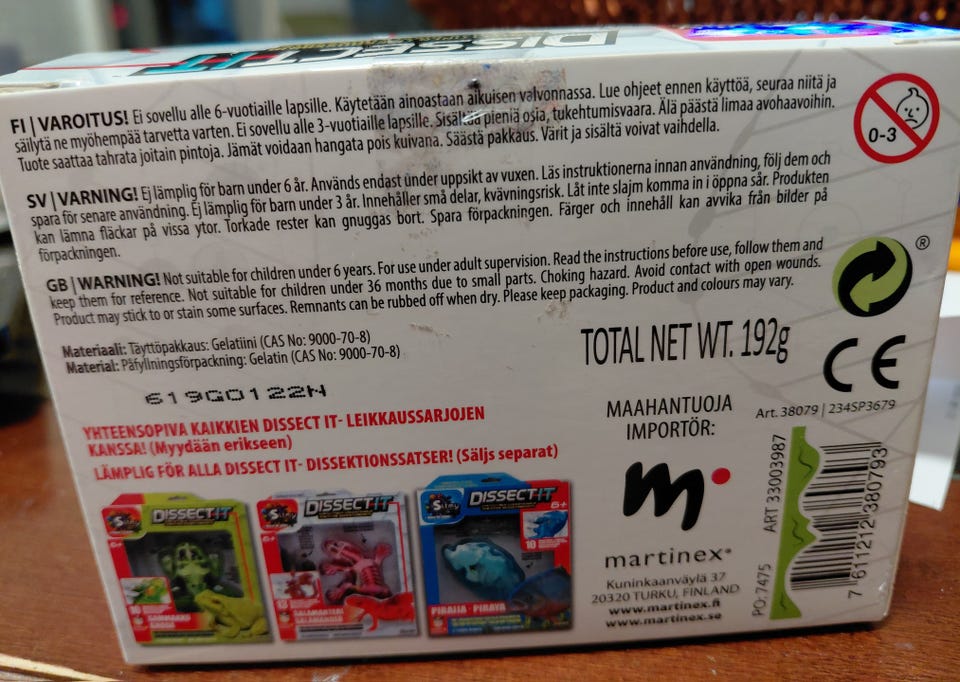 DISSECT-IT
FI | VAROITUS! Ei sovellu alle 6-vuotiaille lapsille. Käytetään ainoastaan aikuisen valvonnassa. Lue ohjeet ennen käyttöä, seuraa niitä ja
säilytä ne myöhempää tarvetta varten. Ei sovellu alle 3-vuotiaille lapsille. Sisältää pieniä osia, tukehtumisvaara. Älä päästä limaa avohaavoihin.
Tuote saattaa tahrata joitain pintoja. Jämät voidaan hangata pois kuivana. Säästä pakkaus. Värit ja sisältö voivat vaihdella.
0-3
SV | VARNING! Ej lämplig för barn under 6 år. Används endast under uppsikt av vuxen. Läs instruktionerna innan användning, följ dem och
spara för senare användning. Ej lämplig för barn under 3 år. Innehåller små delar, kvävningsrisk. Låt inte slajm komma in i öppna sår. Produkten
kan lämna fläckar på vissa ytor. Torkade rester kan gnuggas bort. Spara förpackningen. Färger och innehåll kan avvika från bilder på
förpackningen.
GB | WARNING! Not suitable for children under 6 years. For use under adult supervision. Read the instructions before use, follow them and
keep them for reference. Not suitable for children under 36 months due to small parts. Choking hazard. Avoid contact with open wounds.
Product may stick to or stain some surfaces. Remnants can be rubbed off when dry. Please keep packaging. Product and colours may vary.
®
Materiaali: Täyttöpakkaus: Gelatiini (CAS No: 9000-70-8)
Material: Påfyllningsförpackning: Gelatin (CAS No: 9000-70-8)
TOTAL NET WT. 192g
CE
619G0122N
YHTEENSOPIVA KAIKKIEN DISSECT IT- LEIKKAUSSARJOJEN
KANSSA! (Myydään erikseen)
LÄMPLIG FÖR ALLA DISSECT IT- DISSEKTIONSSATSER! (Säljs separat)
MAAHANTUOJA
IMPORTÖR:
Art. 38079 | 234SP3679
m
martinex®
Kuninkaanväylä 37
20320 TURKU, FINLAND
www.martinex.fi
www.martinex.se
PO: 7475
ART 33003987
7 611212 380793
DISSECT-IT
6+
10
SAMMAKKO
GRODA
DISSECT-IT
6+
SALAMANTERI
SALAMANDER
DISSECT-IT
6+
10
PIRAIJA - PIRAYA